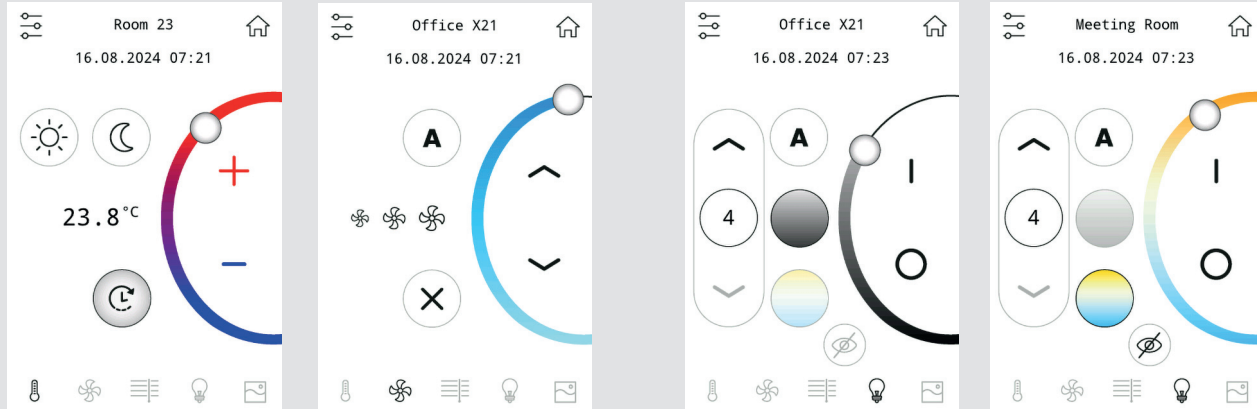 Room 23
16.08.2024 07:21
23.8°C
Office X21
16.08.2024 07:21
A
Office X21
16.08.2024 07:23
A
4
Meeting Room
16.08.2024 07:23
A
4